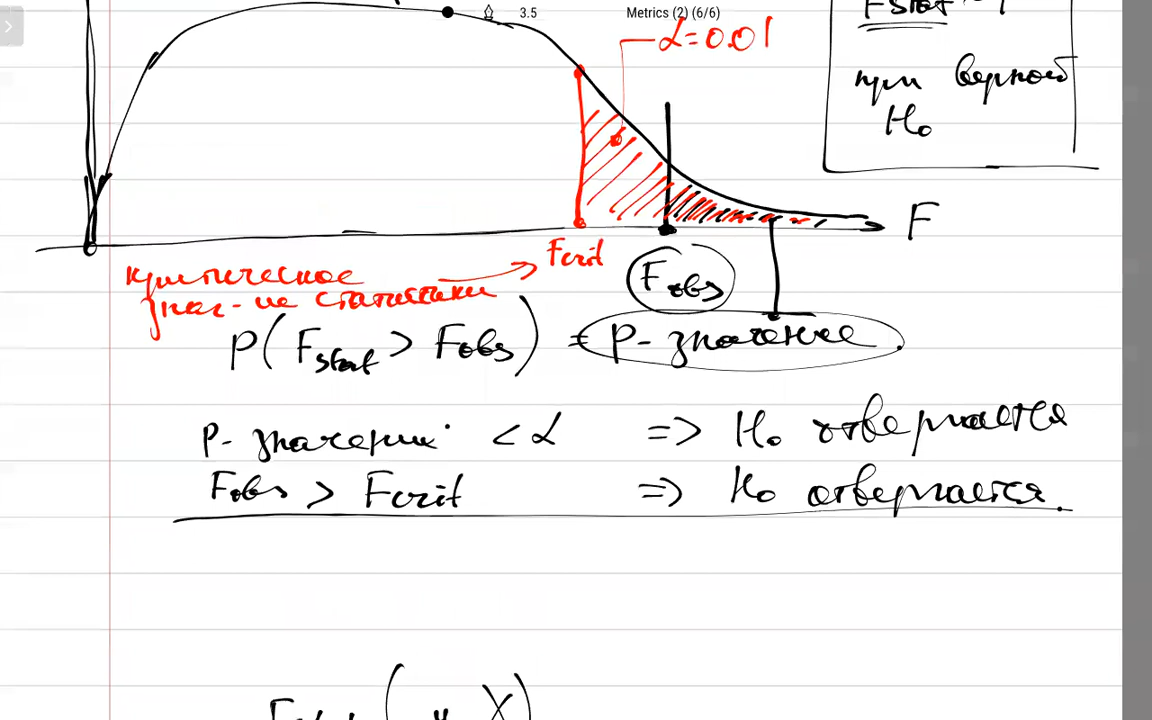 3.5
Metrics (2) (6/6)
Fstat
α=0.01
при верной
H₀
F
Fcrit
Fobs
критическое
знач-ие статистики
P(Fstat > Fobs) = P-значение
P-значение < α => H₀ отвергается
Fobs > Fcrit => H₀ отвергается.